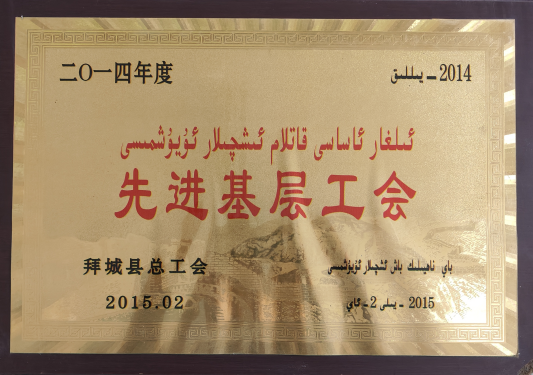 二〇一四年度
2014 ـ يىللىق
ئىلغار ئاساسى قاتلام ئىشچىلار ئۇيۇشمىسى
先进基层工会
拜城县总工会
باي ناھىيىلىك باش ئىشچىلار ئۇيۇشمىسى
2015.02
2015 ـ يىلى 2 ـ ئاي